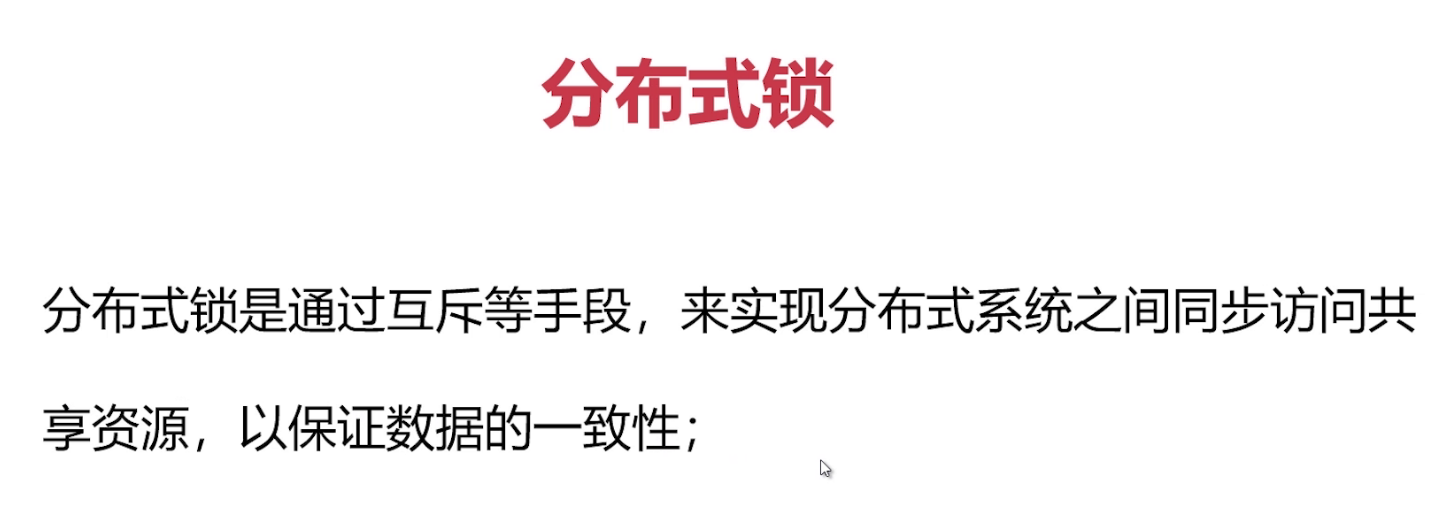 分布式锁
分布式锁是通过互斥等手段，来实现分布式系统之间同步访问共
享资源，以保证数据的一致性；